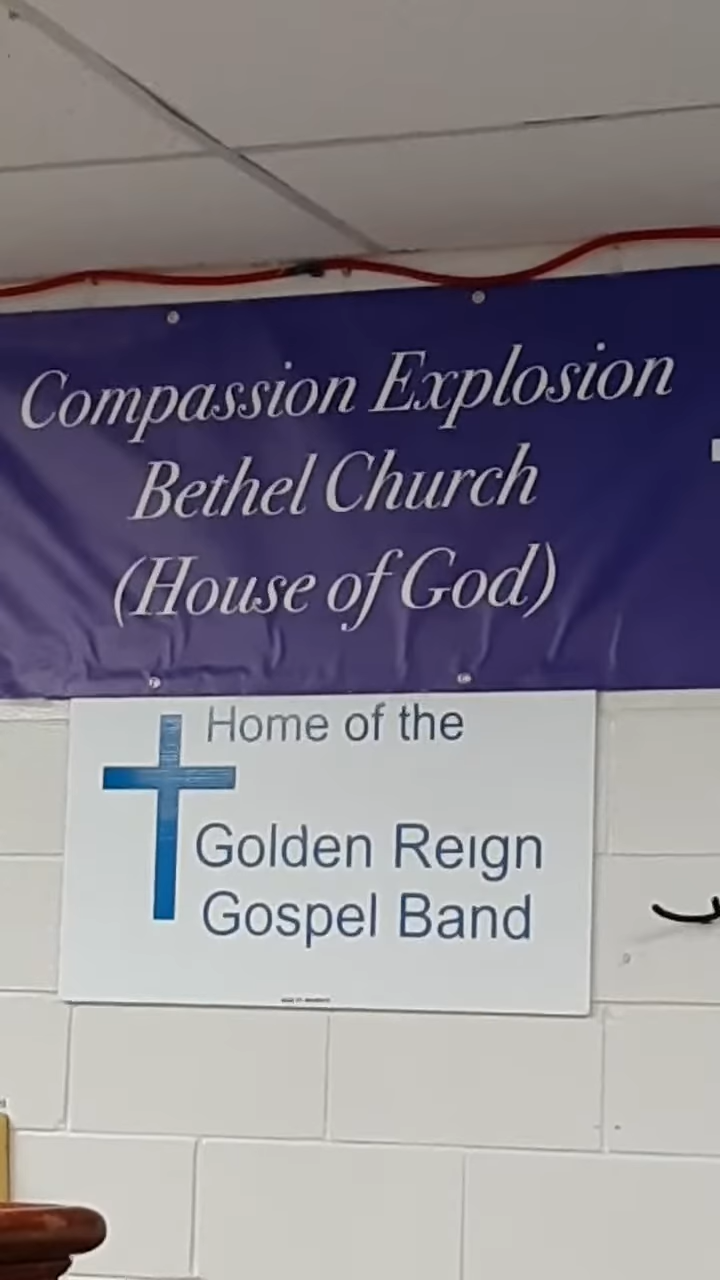 Compassion Explosion
Bethel Church
(House of God)
Home of the
Golden Reign
Gospel Band